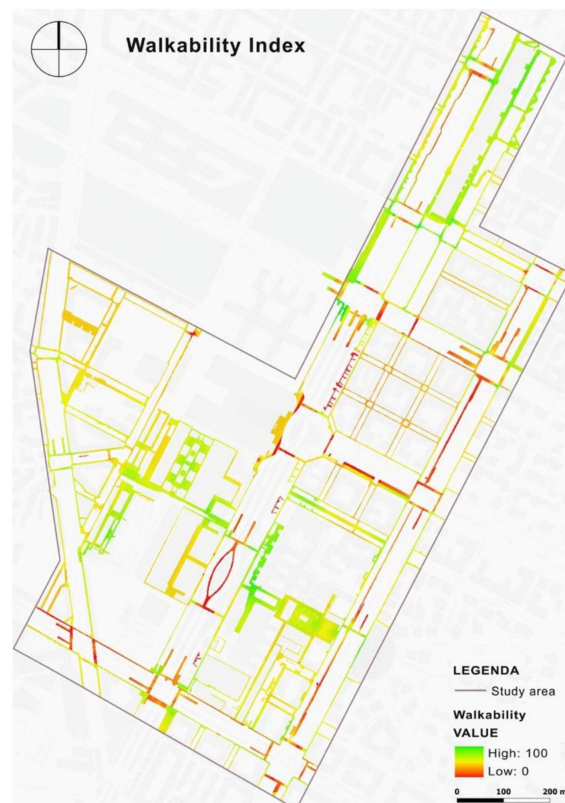 Walkability Index
LEGENDA
Study area
Walkability
VALUE
High: 100
Low: 0
0 100 200 m